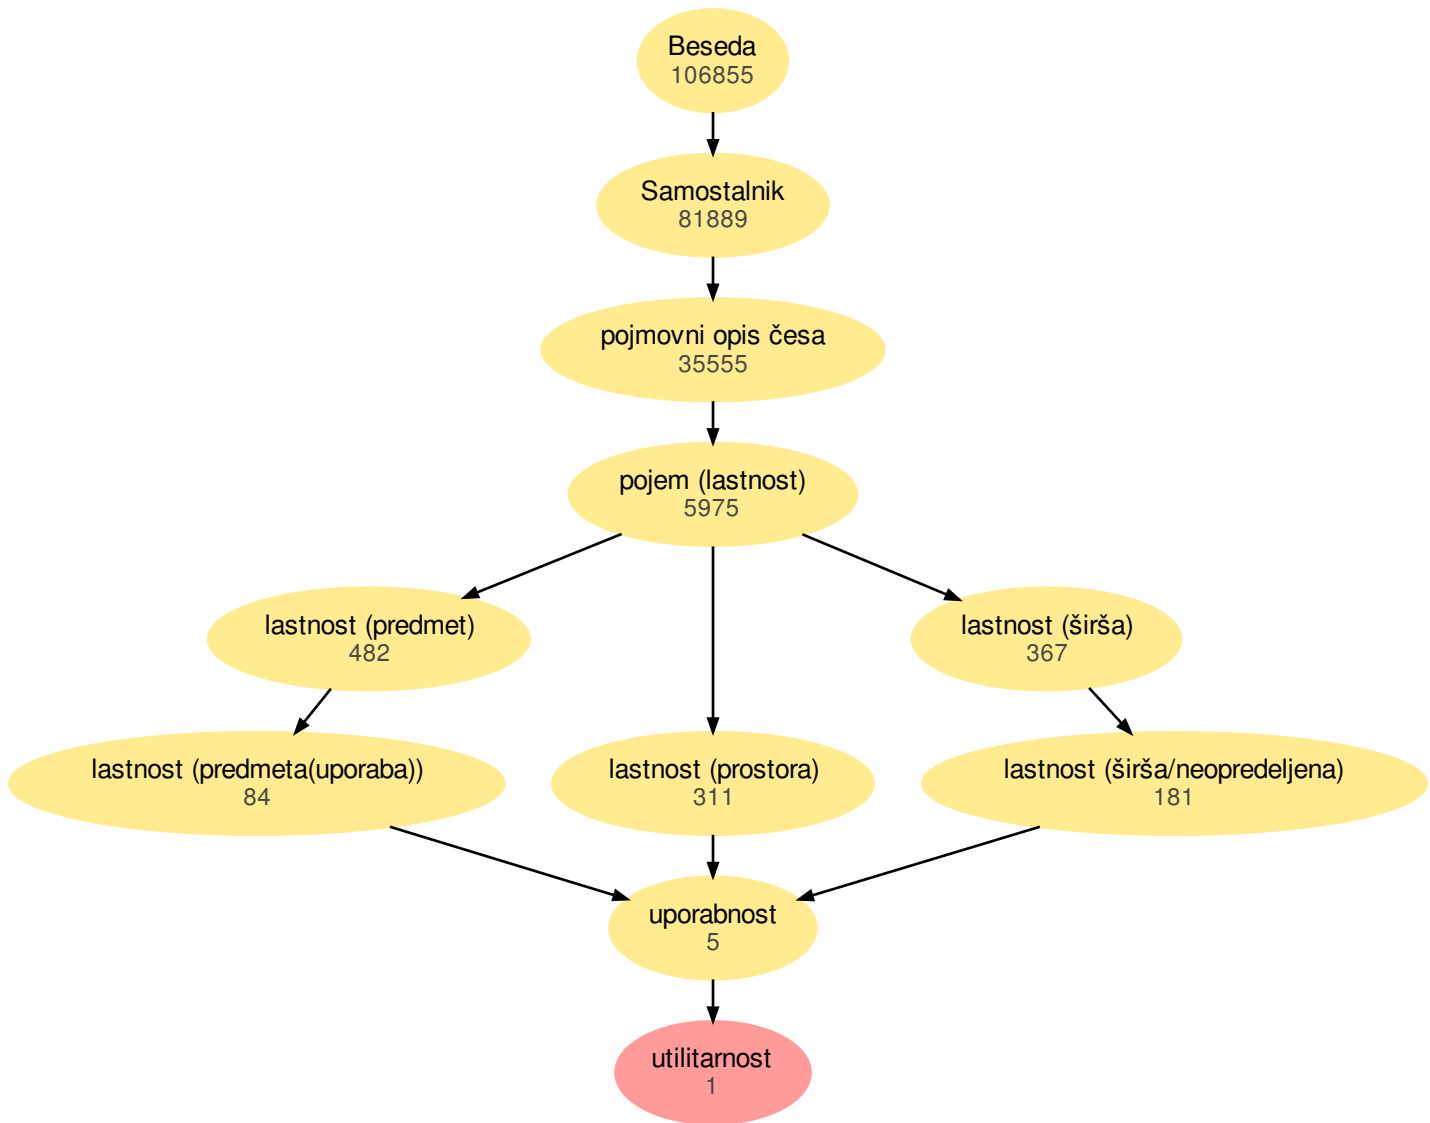 Beseda
106855
Samostalnik
81889
pojmovni opis česa
35555
pojem (lastnost)
5975
lastnost (predmet)
482
lastnost (širša)
367
lastnost (predmeta(uporaba))
84
lastnost (prostora)
311
lastnost (širša/neopredeljena)
181
uporabnost
5
utilitarnost
1